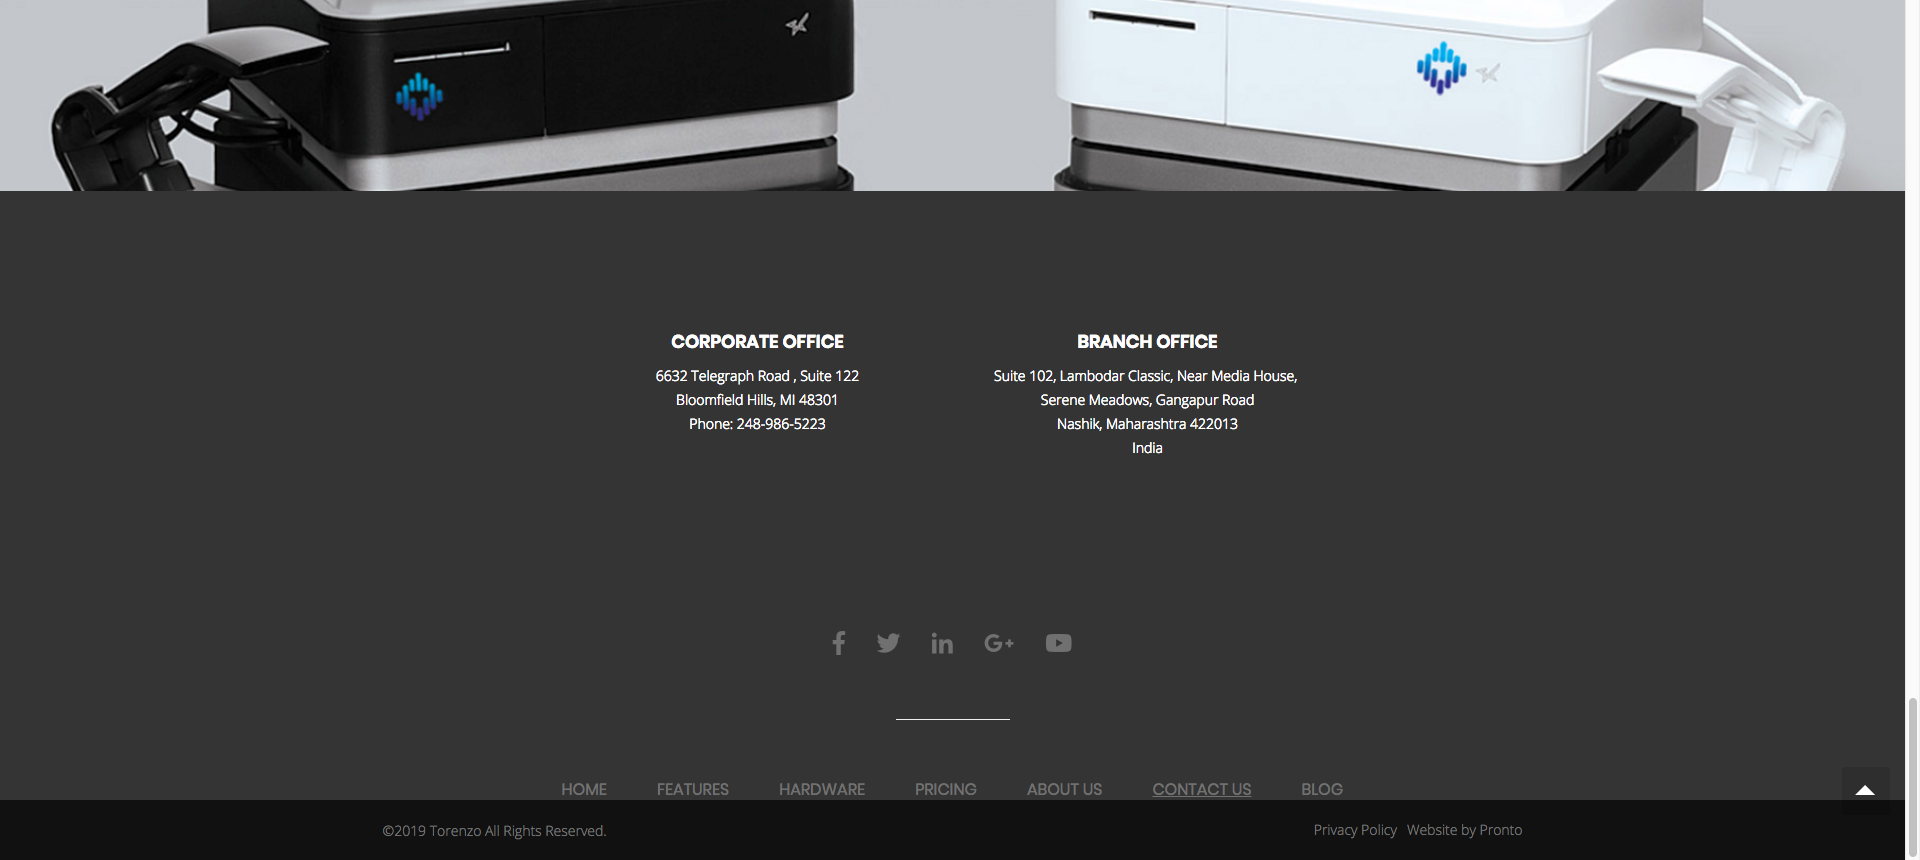 CORPORATE OFFICE
6632 Telegraph Road , Suite 122
Bloomfield Hills, MI 48301
Phone: 248-986-5223
BRANCH OFFICE
Suite 102, Lambodar Classic, Near Media House,
Serene Meadows, Gangapur Road
Nashik, Maharashtra 422013
India
HOME FEATURES HARDWARE PRICING ABOUT US CONTACT US BLOG
©2019 Torenzo All Rights Reserved.
Privacy Policy Website by Pronto